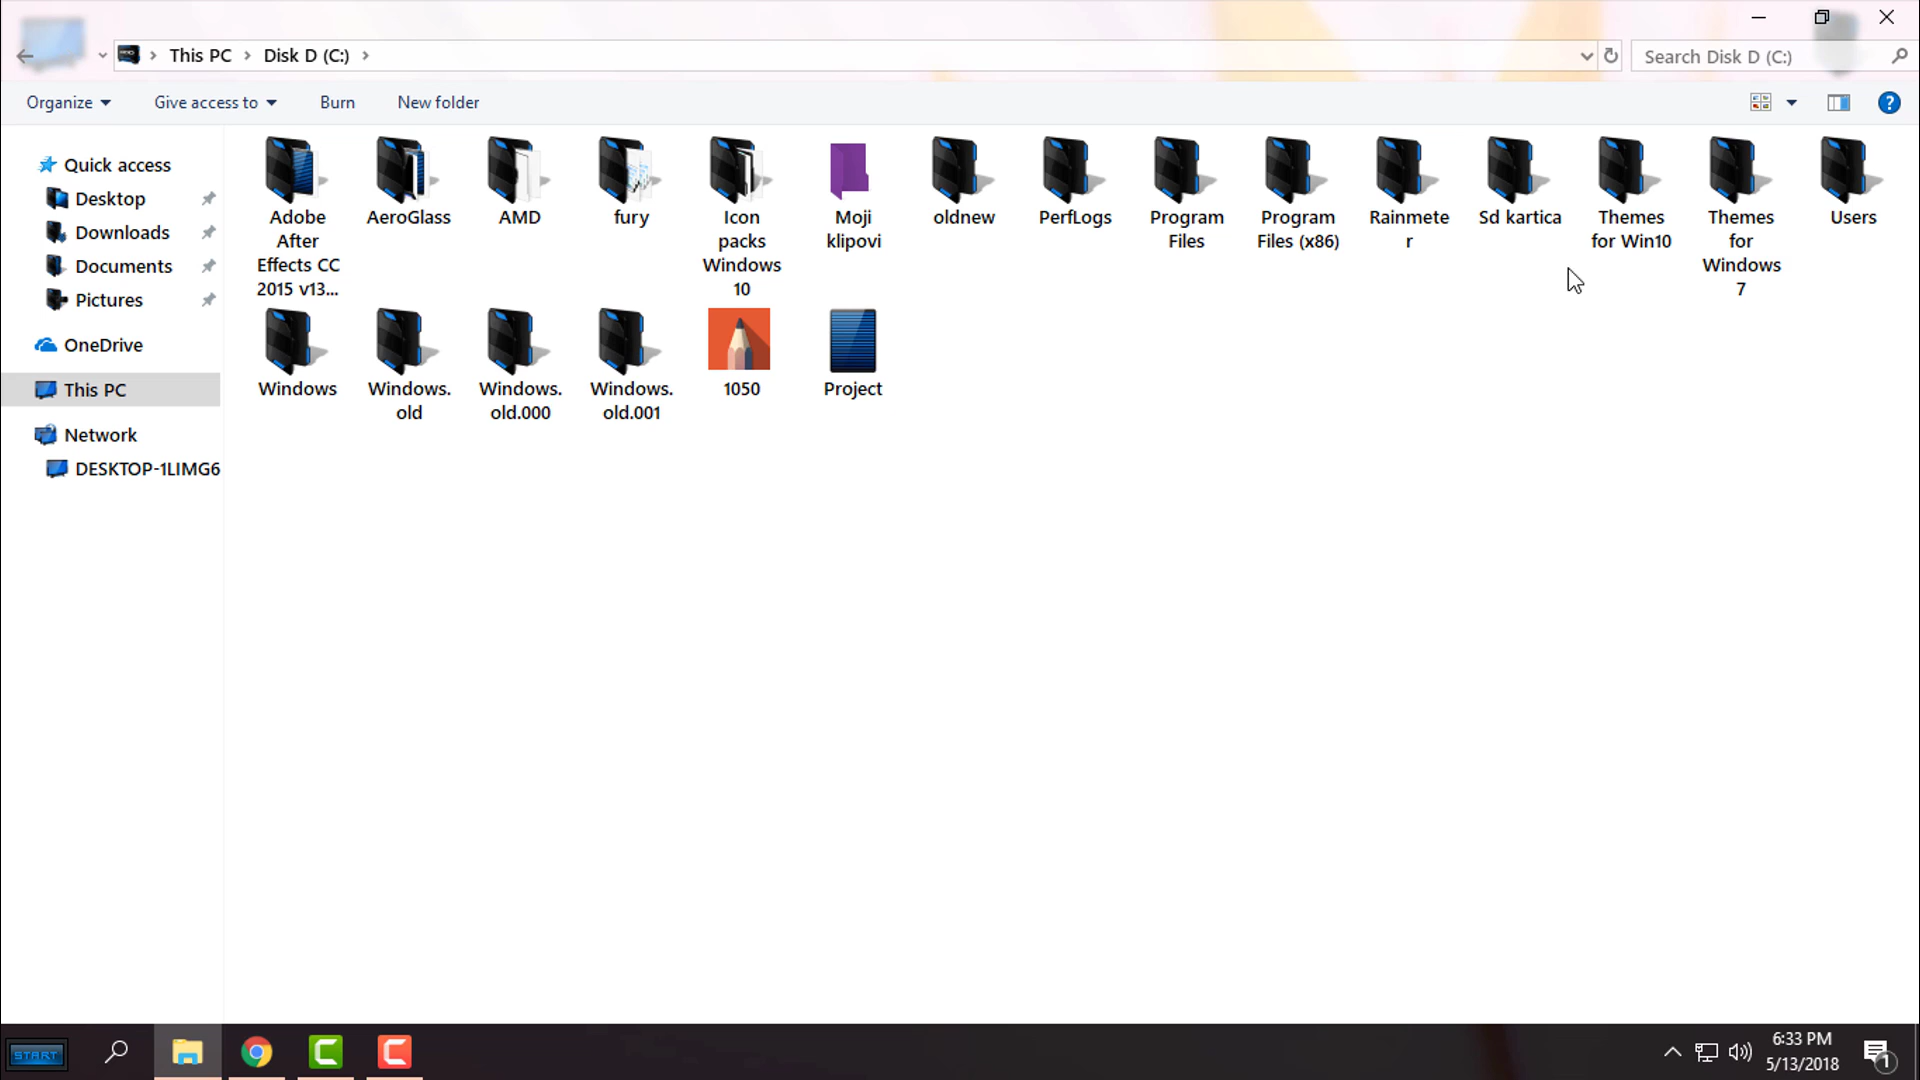 This PC Disk D (C:)
Search Disk D (C:)
Organize Give access to Burn New folder
Quick access
Desktop
Downloads
Documents
Pictures
OneDrive
This PC
Network
DESKTOP-1LIMG6
Adobe
After
Effects CC
2015 v13...
AeroGlass
AMD
fury
Icon
packs
Windows
10
Moji
klipovi
oldnew
PerfLogs
Program
Files
Program
Files (x86)
Rainmete
r
Sd kartica
Themes
for Win10
Themes
for
Windows
7
Users
Windows
Windows.
old
Windows.
old.000
Windows.
old.001
1050
Project
START
6:33 PM
5/13/2018
1